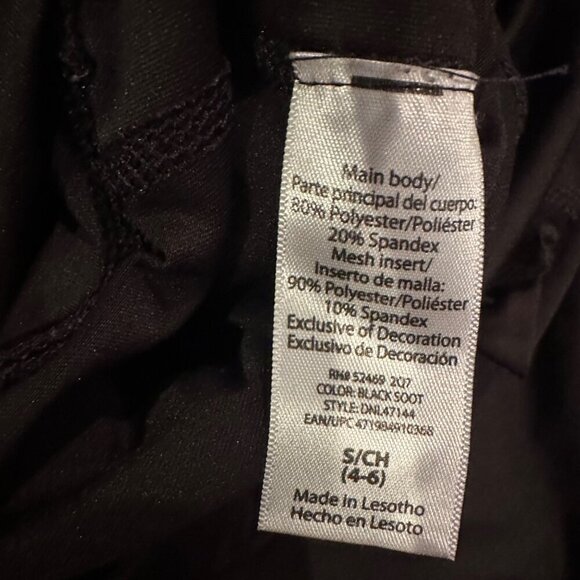 Main body/
Parte principal del cuerpo:
80% Polyester/Poliéster
20% Spandex
Mesh insert/
Inserto de malla:
90% Polyester/Poliéster
10% Spandex
Exclusive of Decoration
Exclusivo de Decoración
RN# 52469 2Q7
COLOR: BLACK SOOT
STYLE: DNL47144
EAN/UPC 471984910368
S/CH
(4-6)
Made in Lesotho
Hecho en Lesoto